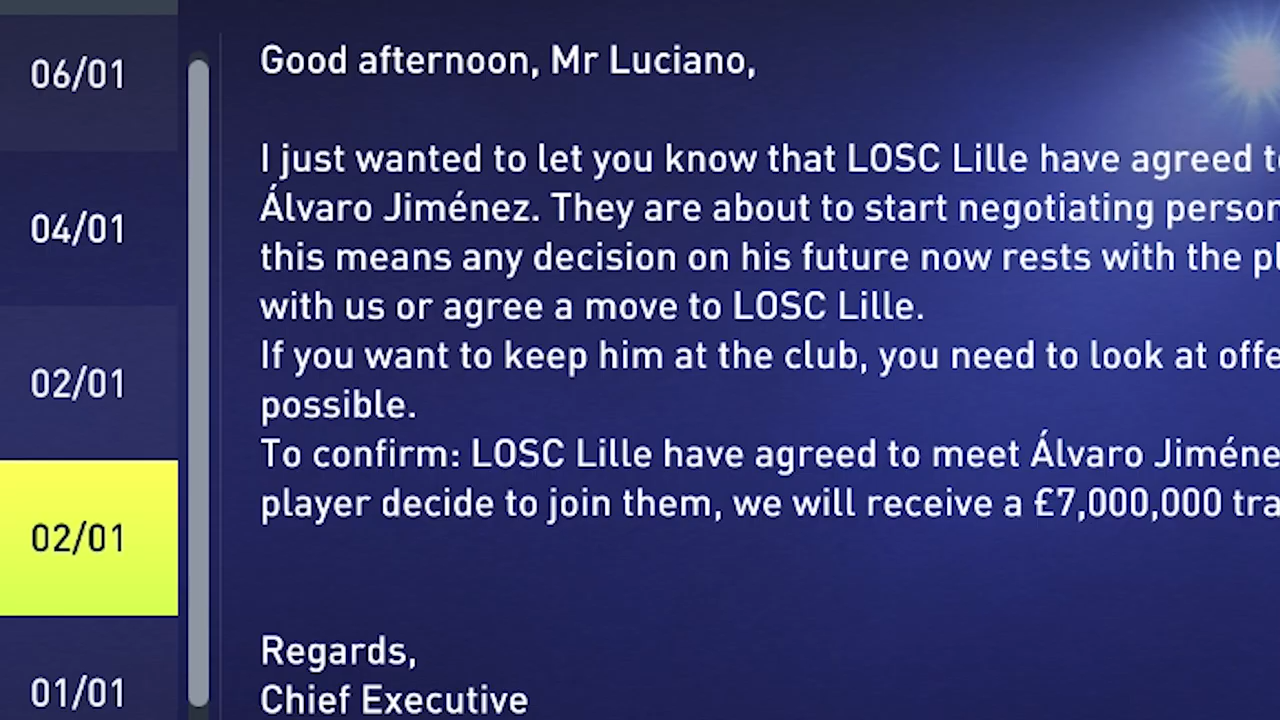 06/01
04/01
02/01
02/01
01/01
Good afternoon, Mr Luciano,
I just wanted to let you know that LOSC Lille have agreed
Álvaro Jiménez. They are about to start negotiating
this means any decision on his future now rests with the
with us or agree a move to LOSC Lille.
If you want to keep him at the club, you need to look at
possible.
To confirm: LOSC Lille have agreed to meet Álvaro
player decide to join them, we will receive a £7,000,000
Regards,
Chief Executive